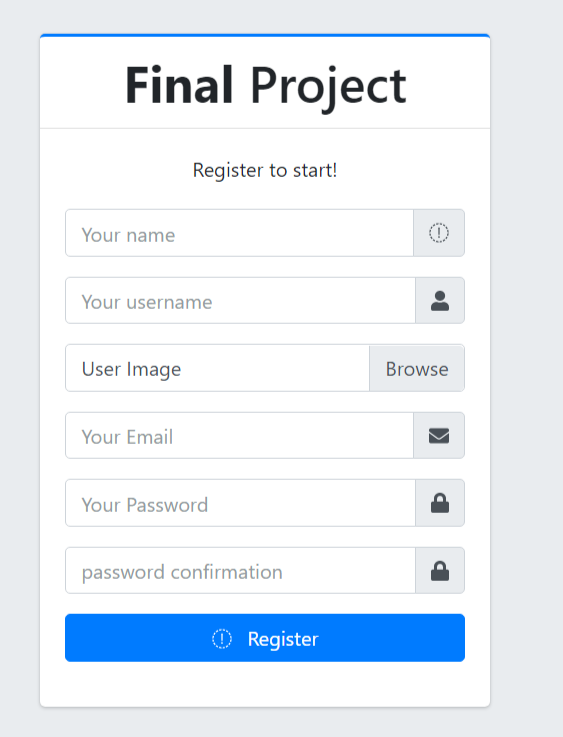 Final Project
Register to start!
Your name
Your username
User Image Browse
Your Email
Your Password
password confirmation
Register